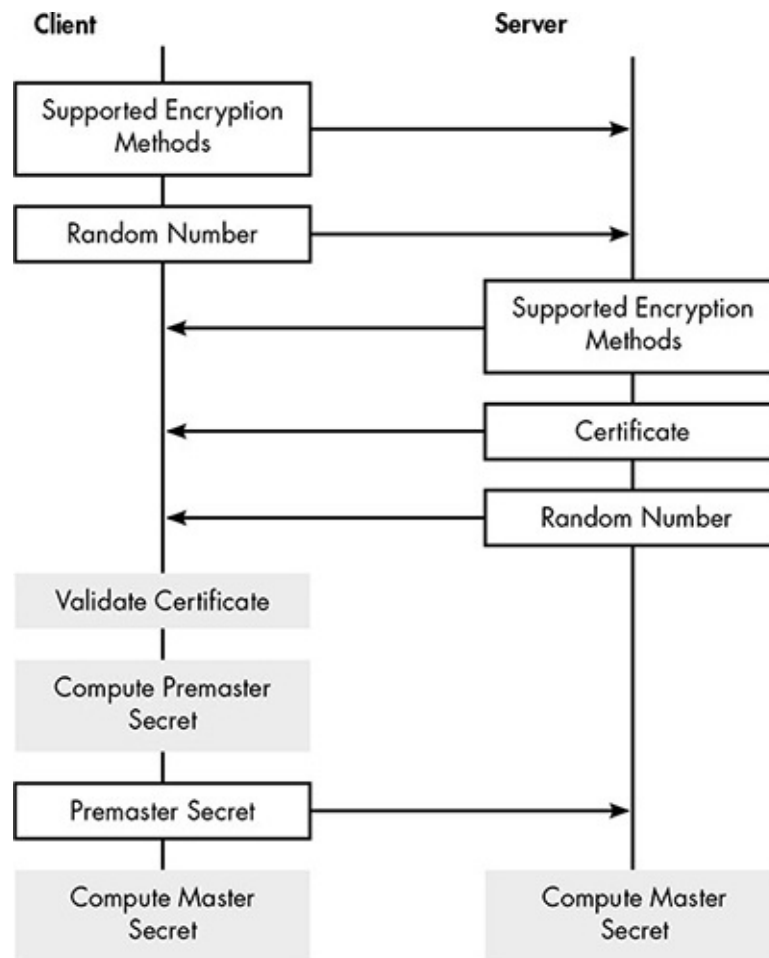 Client
Server
Supported Encryption
Methods
Random Number
Supported Encryption
Methods
Certificate
Random Number
Validate Certificate
Compute Premaster
Secret
Premaster Secret
Compute Master
Secret
Compute Master
Secret